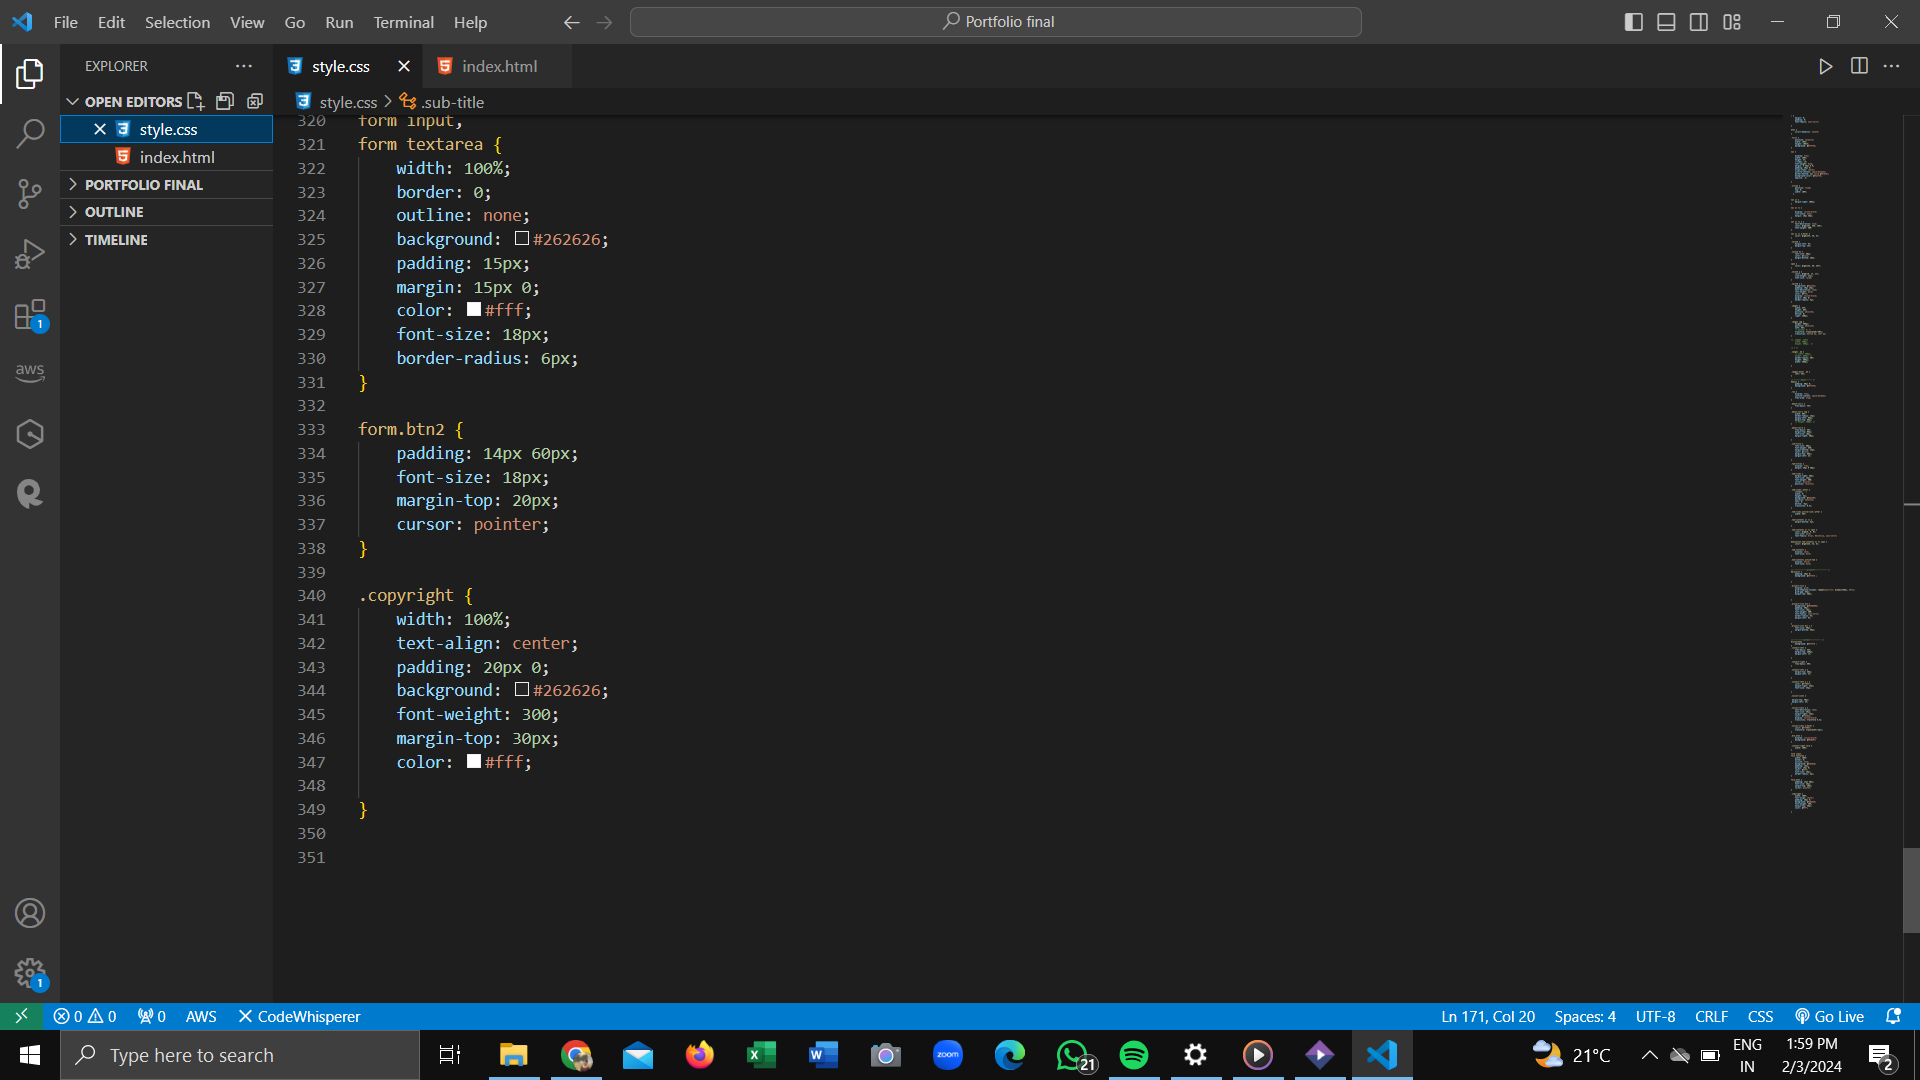 File Edit Selection View Go Run Terminal Help
Portfolio final
EXPLORER
style.css
index.html
OPEN EDITORS
style.css > .sub-title
style.css
index.html
PORTFOLIO FINAL
OUTLINE
TIMELINE
1
aws
1
320 form input,
321 form textarea {
322 width: 100%;
323 border: 0;
324 outline: none;
325 background: #262626;
326 padding: 15px;
327 margin: 15px 0;
328 color: #fff;
329 font-size: 18px;
330 border-radius: 6px;
331 }
332
333 form.btn2 {
334 padding: 14px 60px;
335 font-size: 18px;
336 margin-top: 20px;
337 cursor: pointer;
338 }
339
340 .copyright {
341 width: 100%;
342 text-align: center;
343 padding: 20px 0;
344 background: #262626;
345 font-weight: 300;
346 margin-top: 30px;
347 color: #fff;
348
349 }
350
351
0 0 0 AWS CodeWhisperer
Ln 171, Col 20 Spaces: 4 UTF-8 CRLF CSS Go Live
Type here to search
zoom
21
21°C
ENG
IN
1:59 PM
2/3/2024
2